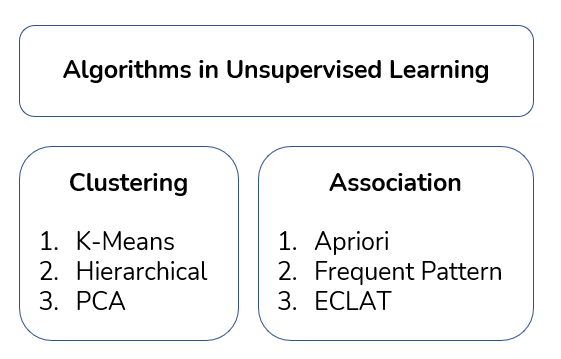 Algorithms in Unsupervised Learning
Clustering
1. K-Means
2. Hierarchical
3. PCA
Association
1. Apriori
2. Frequent Pattern
3. ECLAT